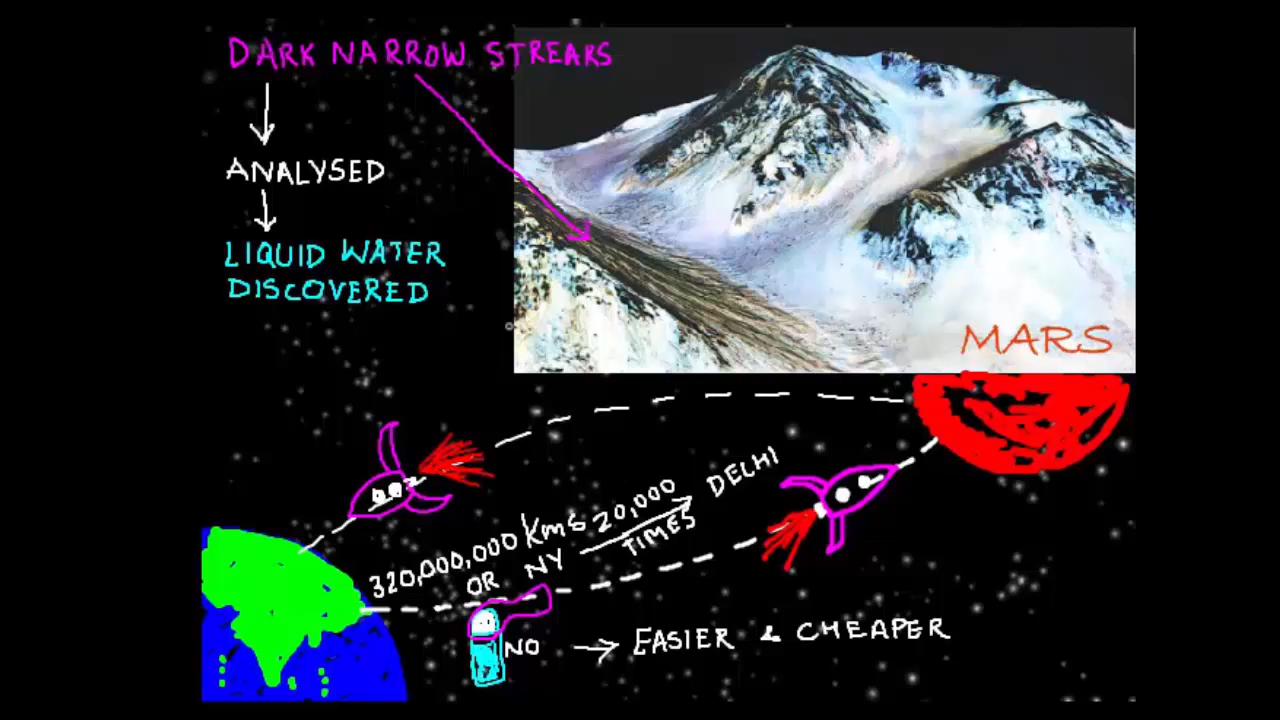 DARK NARROW STREAKS
ANALYSED
LIQUID WATER
DISCOVERED
MARS
320,000,000 Kms
OR NY
20,000
TIMES
DELHI
NO
EASIER & CHEAPER